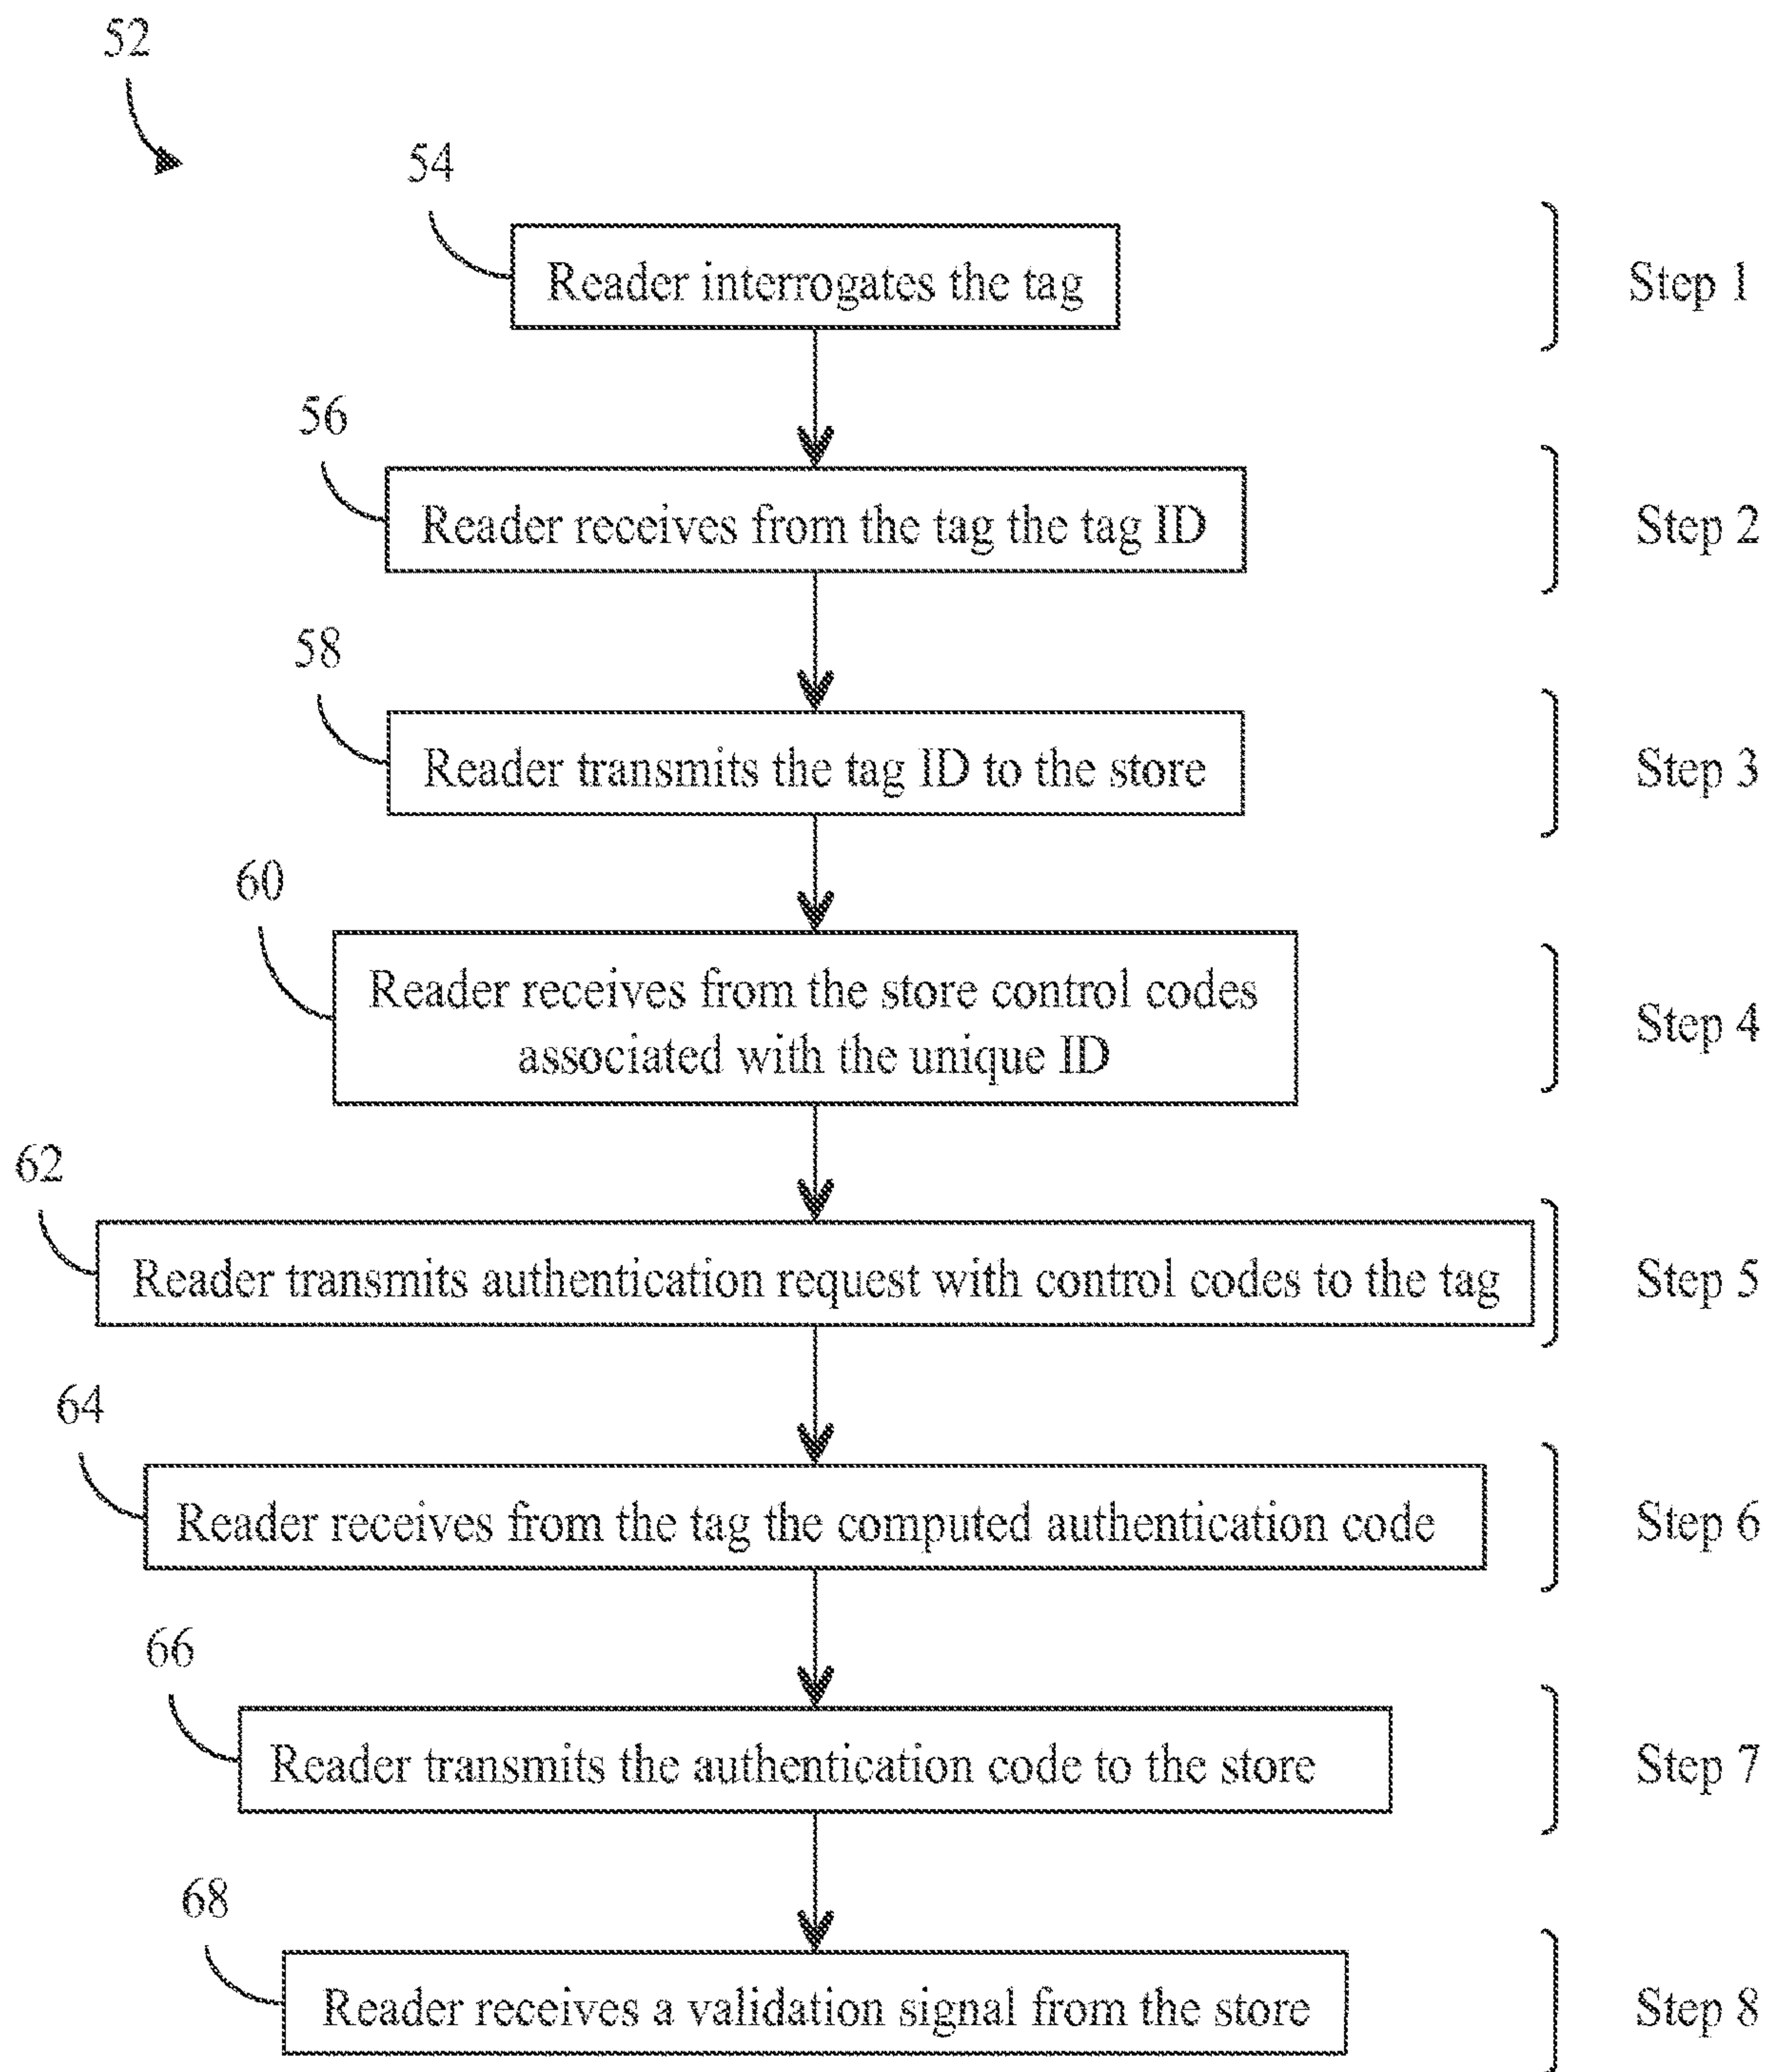 52
54
Reader interrogates the tag
Step 1
56
Reader receives from the tag the tag ID
Step 2
58
Reader transmits the tag ID to the store
Step 3
60
Reader receives from the store control codes
associated with the unique ID
Step 4
62
Reader transmits authentication request with control codes to the tag
Step 5
64
Reader receives from the tag the computed authentication code
Step 6
66
Reader transmits the authentication code to the store
Step 7
68
Reader receives a validation signal from the store
Step 8